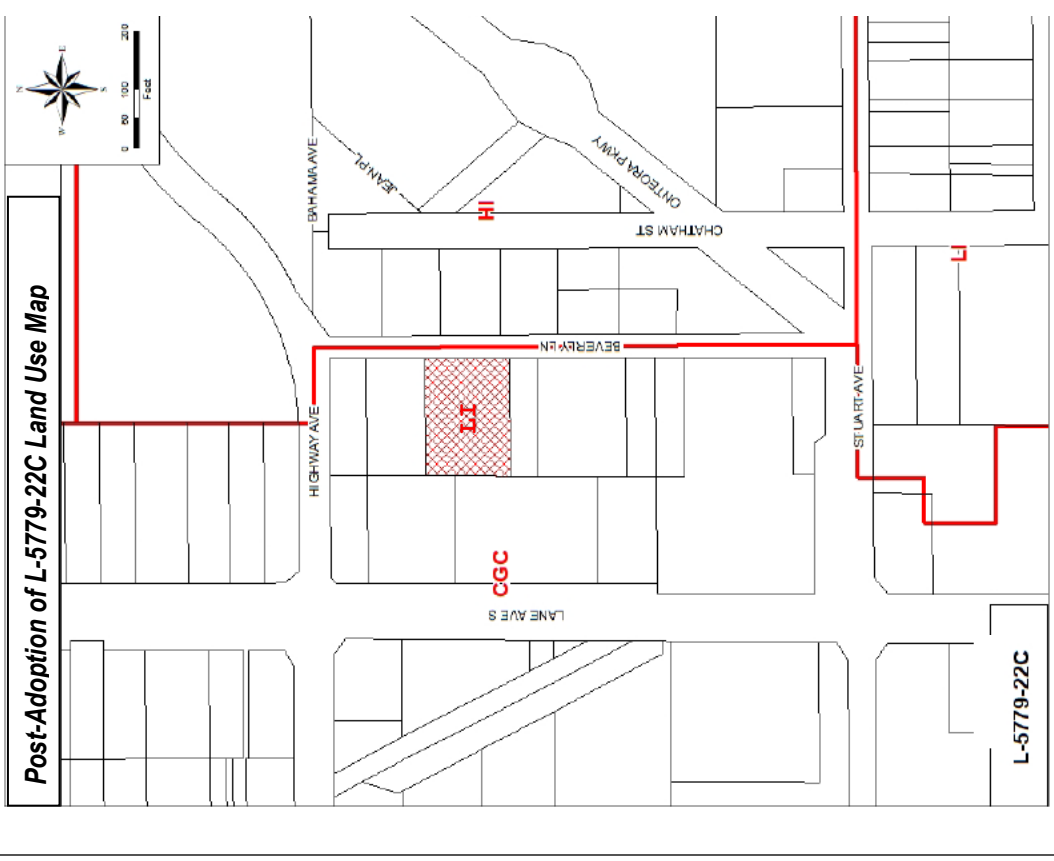 Post-Adoption of L-5779-22C Land Use Map
N
E
S
W
0
50
100
200
Feet
BAHAMA AVE
JEAN PL
ONTEORA PKWY
HI
CHATHAM ST
BEVERLY LN
HIGHWAY AVE
LI
STUART AVE
LI
CGC
LANE AVE S
L-5779-22C